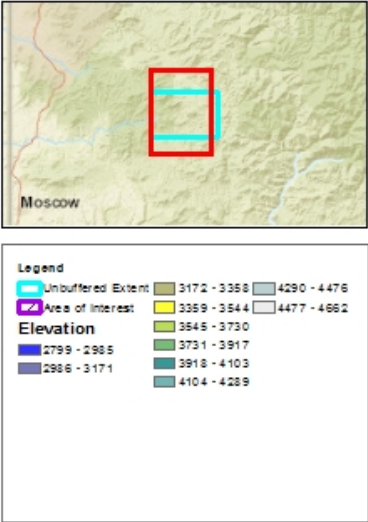 Moscow
Legend
Unbuffered Extent
Area of Interest
Elevation
2799 - 2985
2986 - 3171
3172 - 3358
3359 - 3544
3545 - 3730
3731 - 3917
3918 - 4103
4104 - 4289
4290 - 4476
4477 - 4662